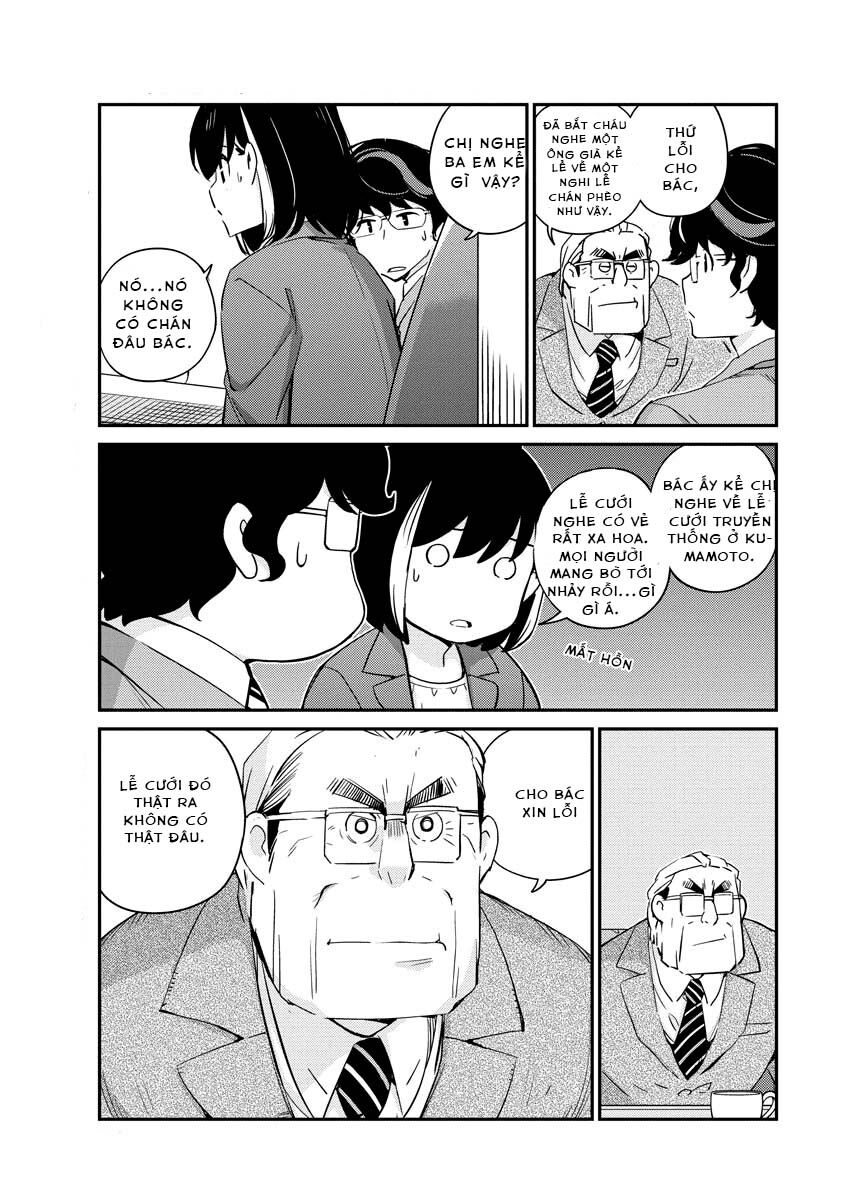 THỨ
LỖI
CHO
BÁC,
ĐÃ BẮT CHÁU
NGHE MỘT
ÔNG GIÀ KỂ
LỂ VỀ MỘT
NGHI LỄ
CHÁN PHÈO
NHƯ VẬY.
CHỊ NGHE
BA EM KỂ
GÌ VẬY?
NÓ...NÓ
KHÔNG
CÓ CHÁN
ĐÂU BÁC.
BÁC ẤY KỂ CHỊ
NGHE VỀ LỄ
CƯỚI TRUYỀN
THỐNG Ở KU-
MAMOTO.
LỄ CƯỚI
NGHE CÓ VẺ
RẤT XA HOA.
MỌI NGƯỜI
MANG BÒ TỚI
NHẢY RỒI...GÌ
GÌ Á.
MẤT HỒN
CHO BÁC
XIN LỖI
LỄ CƯỚI ĐÓ
THẬT RA
KHÔNG CÓ
THẬT ĐÂU.